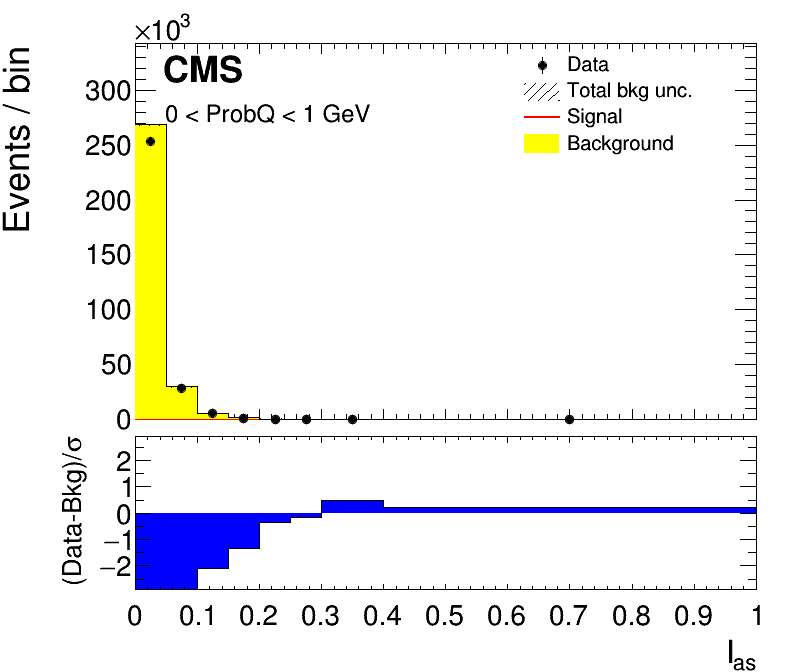 ×10³
Events / bin
300
250
200
150
100
50
0
CMS
0 < ProbQ < 1 GeV
Data
Total bkg unc.
Signal
Background
(Data-Bkg)/σ
2
1
0
−1
−2
0 0.1 0.2 0.3 0.4 0.5 0.6 0.7 0.8 0.9 1
I_as